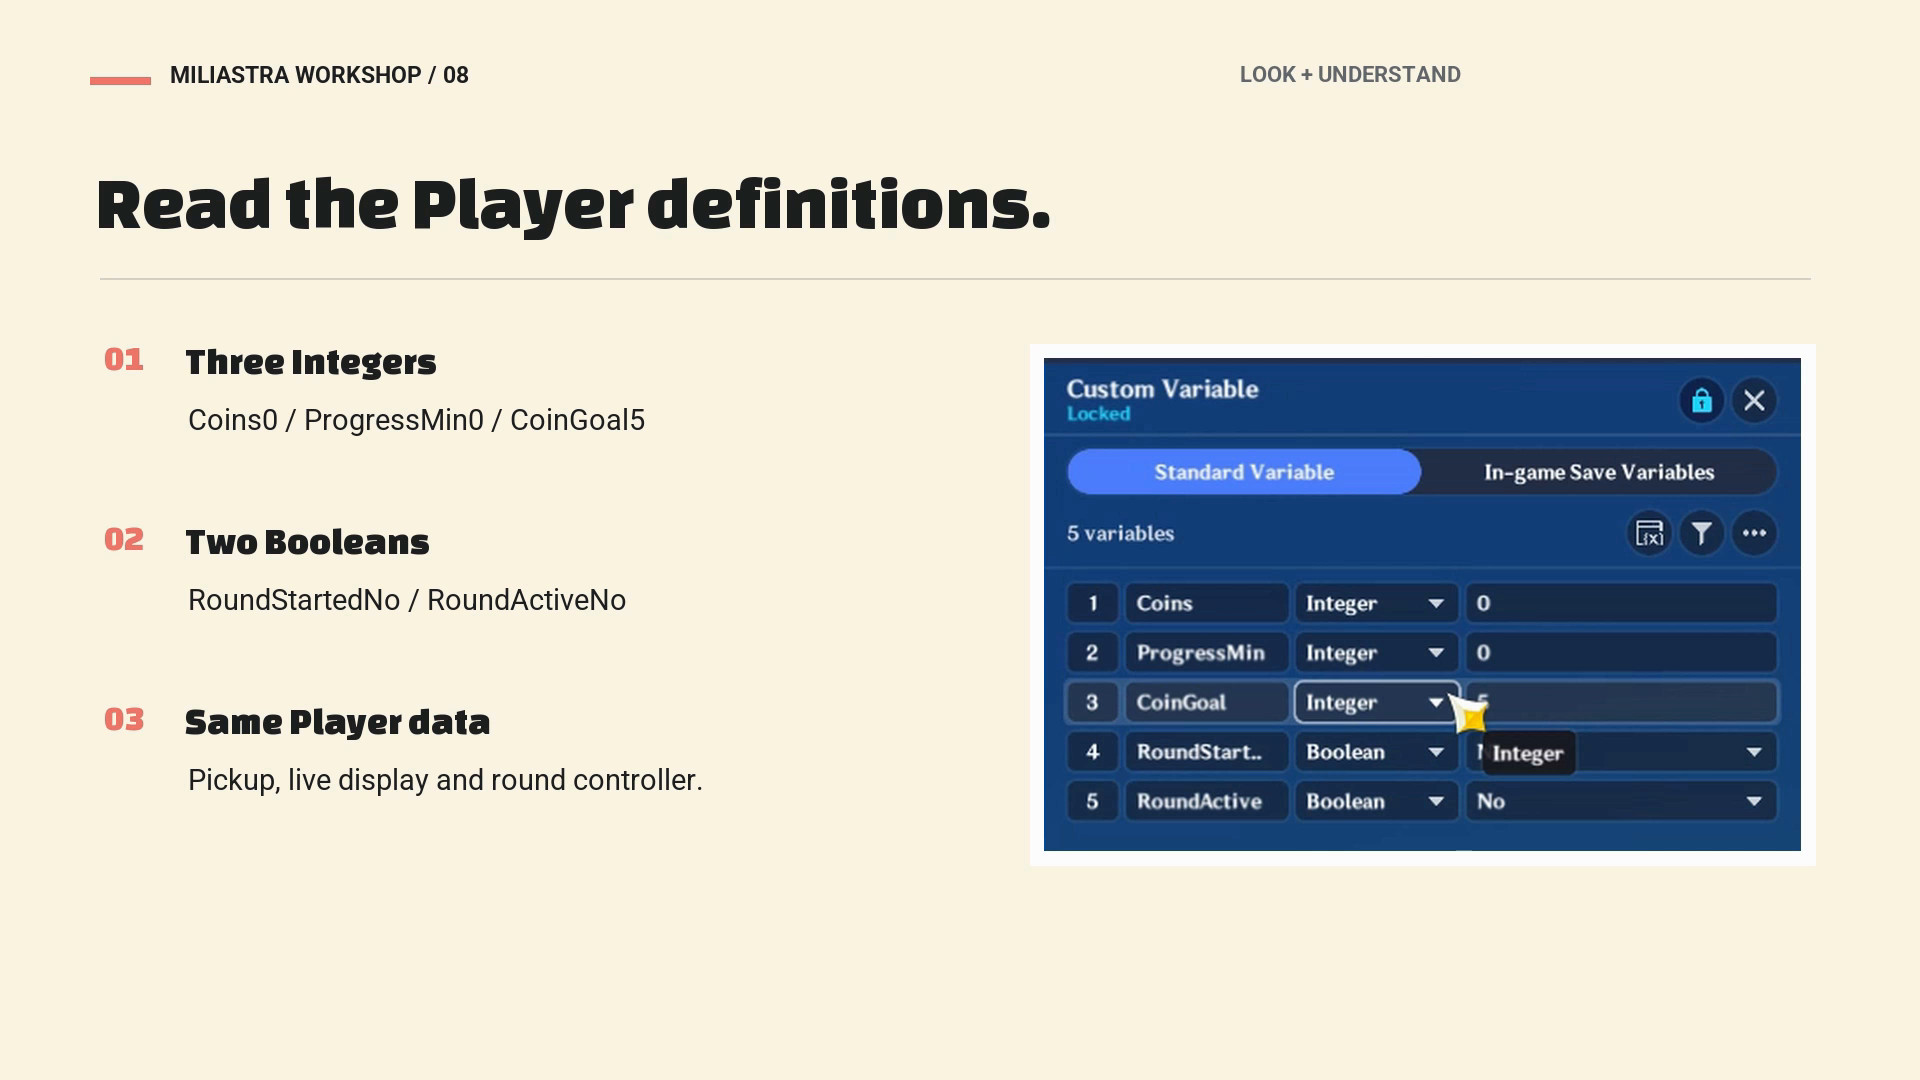 MILIASTRA WORKSHOP / 08
LOOK + UNDERSTAND
Read the Player definitions.
01 Three Integers
Coins0 / ProgressMin0 / CoinGoal5
02 Two Booleans
RoundStartedNo / RoundActiveNo
03 Same Player data
Pickup, live display and round controller.
Custom Variable
Locked
Standard Variable In-game Save Variables
5 variables
1 Coins Integer 0
2 ProgressMin Integer 0
3 CoinGoal Integer
4 RoundStart.. Boolean
Integer
5 RoundActive Boolean No